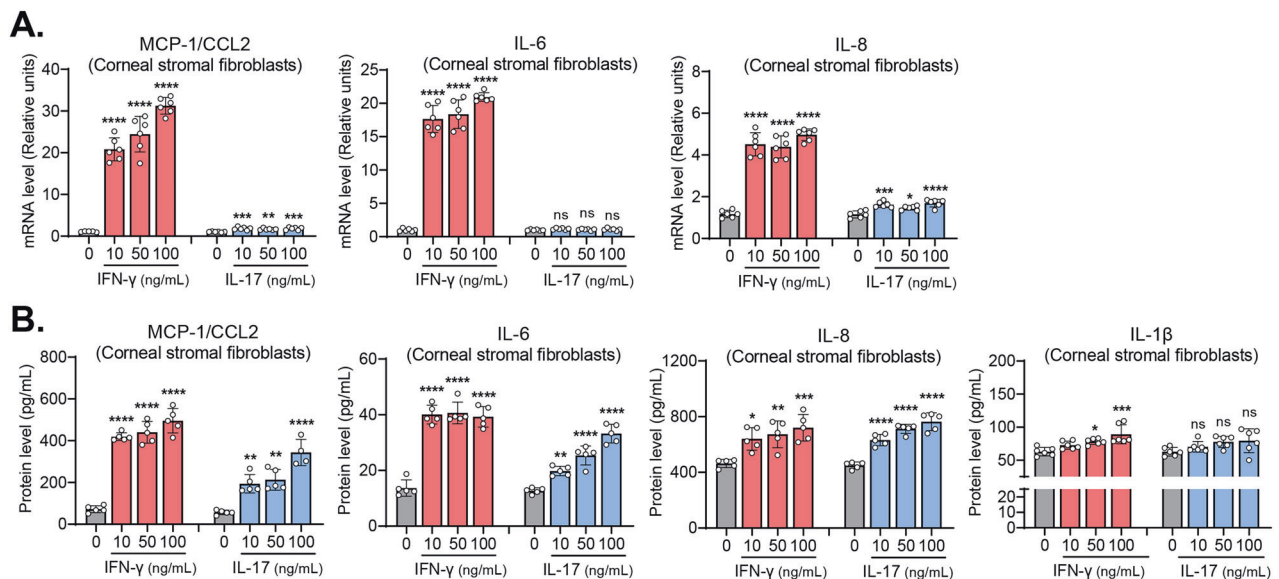 A.
MCP-1/CCL2
(Corneal stromal fibroblasts)
mRNA level (Relative units)
40
30
20
10
0
**** **** ****
*** ** ***
0 10 50 100 0 10 50 100
IFN-γ (ng/mL) IL-17 (ng/mL)
IL-6
(Corneal stromal fibroblasts)
mRNA level (Relative units)
25
20
15
10
5
0
**** **** ****
ns ns ns
0 10 50 100 0 10 50 100
IFN-γ (ng/mL) IL-17 (ng/mL)
IL-8
(Corneal stromal fibroblasts)
mRNA level (Relative units)
8
6
4
2
0
**** **** ****
*** * ****
0 10 50 100 0 10 50 100
IFN-γ (ng/mL) IL-17 (ng/mL)
B.
MCP-1/CCL2
(Corneal stromal fibroblasts)
Protein level (pg/mL)
800
600
400
200
0
**** **** ****
** ** ****
0 10 50 100 0 10 50 100
IFN-γ (ng/mL) IL-17 (ng/mL)
IL-6
(Corneal stromal fibroblasts)
Protein level (pg/mL)
60
40
20
0
**** **** ****
** **** ****
0 10 50 100 0 10 50 100
IFN-γ (ng/mL) IL-17 (ng/mL)
IL-8
(Corneal stromal fibroblasts)
Protein level (pg/mL)
1200
800
400
0
* ** ***
**** **** ****
0 10 50 100 0 10 50 100
IFN-γ (ng/mL) IL-17 (ng/mL)
IL-1β
(Corneal stromal fibroblasts)
Protein level (pg/mL)
200
150
100
50
20
10
0
* ***
ns ns ns
0 10 50 100 0 10 50 100
IFN-γ (ng/mL) IL-17 (ng/mL)